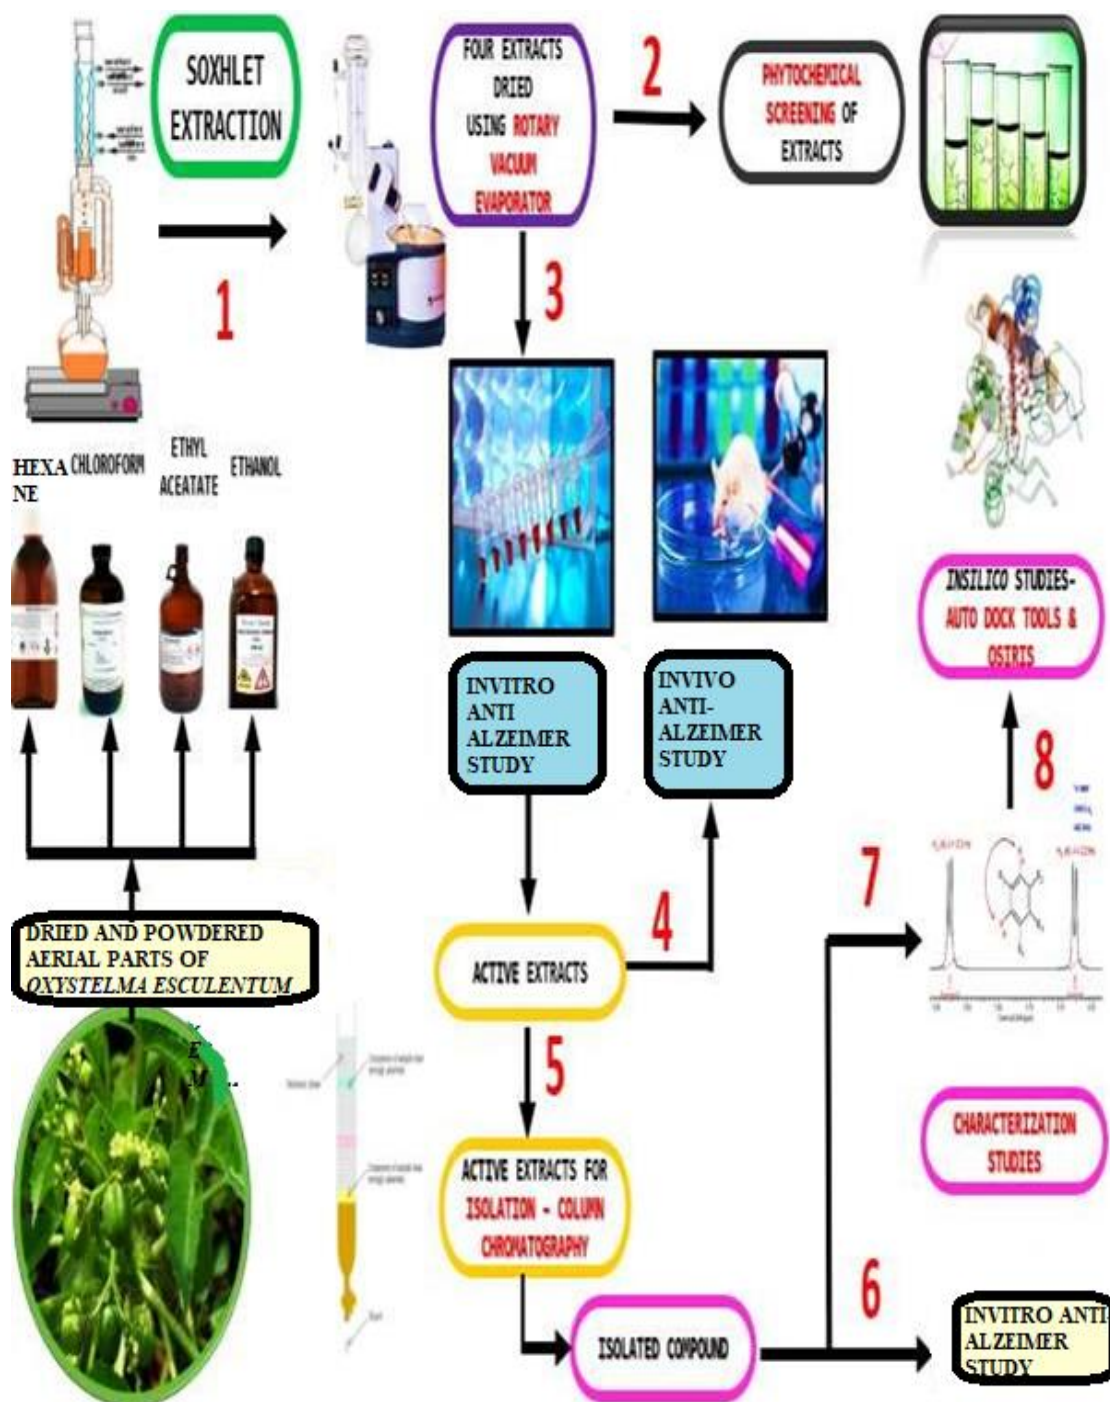 SOXHLET
EXTRACTION
1
FOUR EXTRACTS
DRIED
USING ROTARY
VACUUM
EVAPORATOR
2
PHYTOCHEMICAL
SCREENING OF
EXTRACTS
3
HEXA
NE
CHLOROFORM
ETHYL
ACEATATE
ETHANOL
INSILICO STUDIES-
AUTO DOCK TOOLS &
OSIRIS
INVITRO
ANTI
ALZEIMER
STUDY
INVIVO
ANTI-
ALZEIMER
STUDY
8
7
4
DRIED AND POWDERED
AERIAL PARTS OF
OXYSTELMA ESCULENTUM
E
M
ACTIVE EXTRACTS
5
CHARACTERIZATION
STUDIES
ACTIVE EXTRACTS FOR
ISOLATION - COLUMN
CHROMATOGRAPHY
6
ISOLATED COMPOUND
INVITRO ANTI-
ALZEIMER
STUDY